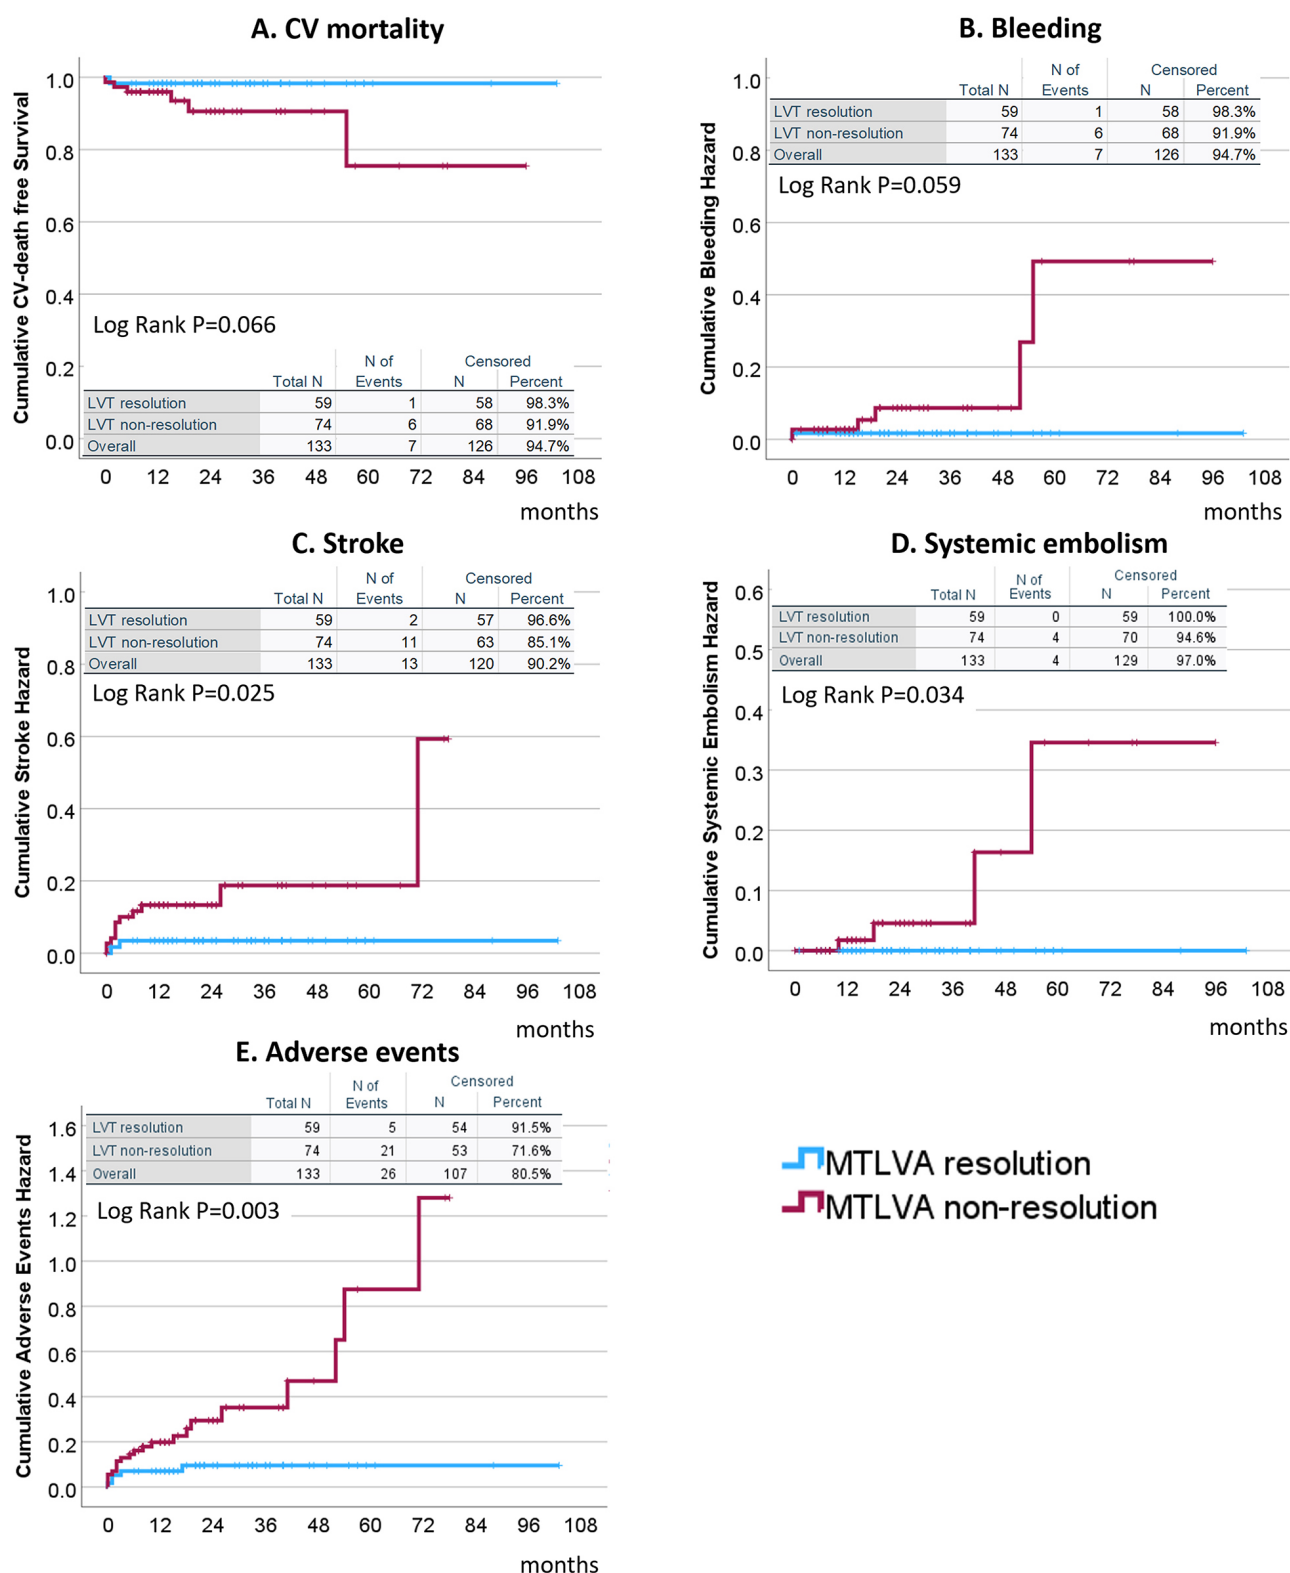 A. CV mortality
Cumulative CV-death free Survival
1.0
0.8
0.6
0.4
0.2
0.0
Log Rank P=0.066
N of Censored
Total N Events N Percent
LVT resolution 59 1 58 98.3%
LVT non-resolution 74 6 68 91.9%
Overall 133 7 126 94.7%
0 12 24 36 48 60 72 84 96 108
months
B. Bleeding
Cumulative Bleeding Hazard
1.0
0.8
0.6
0.4
0.2
0.0
N of Censored
Total N Events N Percent
LVT resolution 59 1 58 98.3%
LVT non-resolution 74 6 68 91.9%
Overall 133 7 126 94.7%
Log Rank P=0.059
0 12 24 36 48 60 72 84 96 108
months
C. Stroke
Cumulative Stroke Hazard
1.0
0.8
0.6
0.4
0.2
0.0
N of Censored
Total N Events N Percent
LVT resolution 59 2 57 96.6%
LVT non-resolution 74 11 63 85.1%
Overall 133 13 120 90.2%
Log Rank P=0.025
0 12 24 36 48 60 72 84 96 108
months
D. Systemic embolism
Cumulative Systemic Embolism Hazard
0.6
0.5
0.4
0.3
0.2
0.1
0.0
N of Censored
Total N Events N Percent
LVT resolution 59 0 59 100.0%
LVT non-resolution 74 4 70 94.6%
Overall 133 4 129 97.0%
Log Rank P=0.034
0 12 24 36 48 60 72 84 96 108
months
E. Adverse events
Cumulative Adverse Events Hazard
1.6
1.4
1.2
1.0
0.8
0.6
0.4
0.2
0.0
N of Censored
Total N Events N Percent
LVT resolution 59 5 54 91.5%
LVT non-resolution 74 21 53 71.6%
Overall 133 26 107 80.5%
Log Rank P=0.003
0 12 24 36 48 60 72 84 96 108
months
MTLVA resolution
MTLVA non-resolution